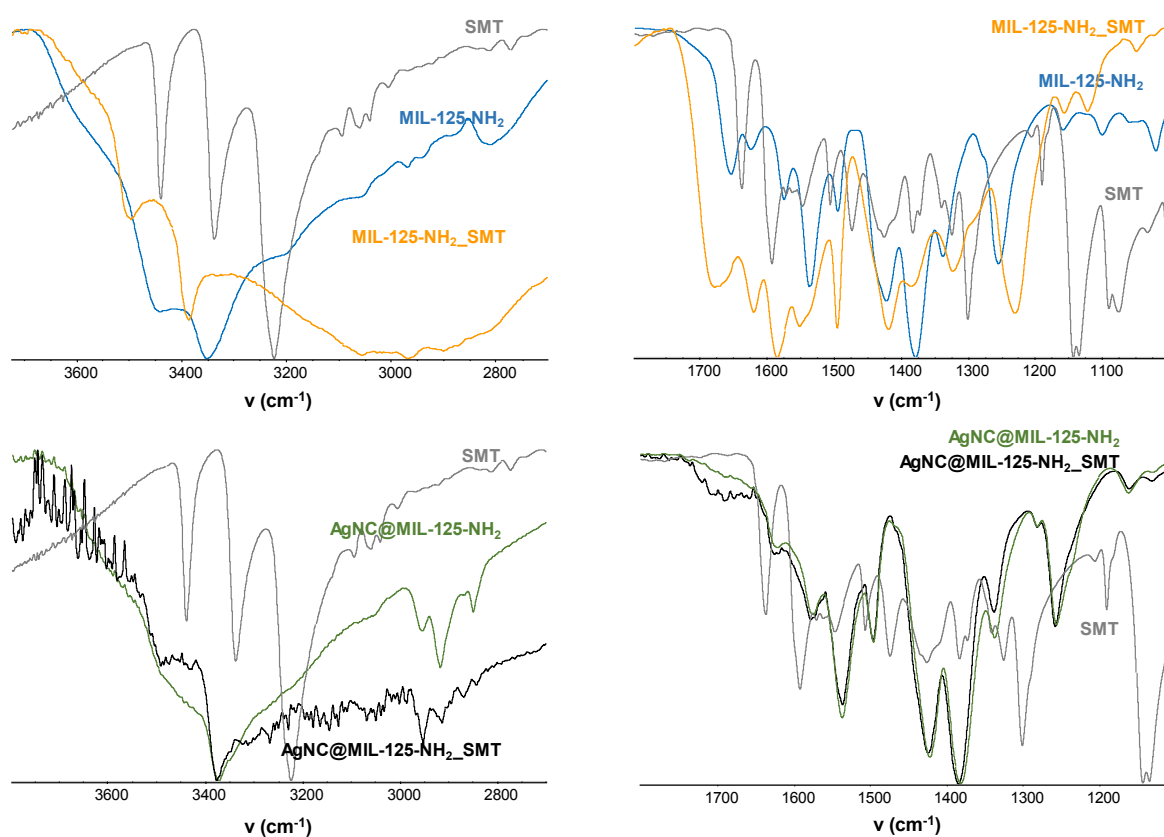 SMT
MIL-125-NH₂
MIL-125-NH₂_SMT
3600 3400 3200 3000 2800
ν (cm⁻¹)
MIL-125-NH₂_SMT
MIL-125-NH₂
SMT
1700 1600 1500 1400 1300 1200 1100
ν (cm⁻¹)
SMT
AgNC@MIL-125-NH₂
AgNC@MIL-125-NH₂_SMT
3600 3400 3200 3000 2800
ν (cm⁻¹)
AgNC@MIL-125-NH₂
AgNC@MIL-125-NH₂_SMT
SMT
1700 1600 1500 1400 1300 1200
ν (cm⁻¹)